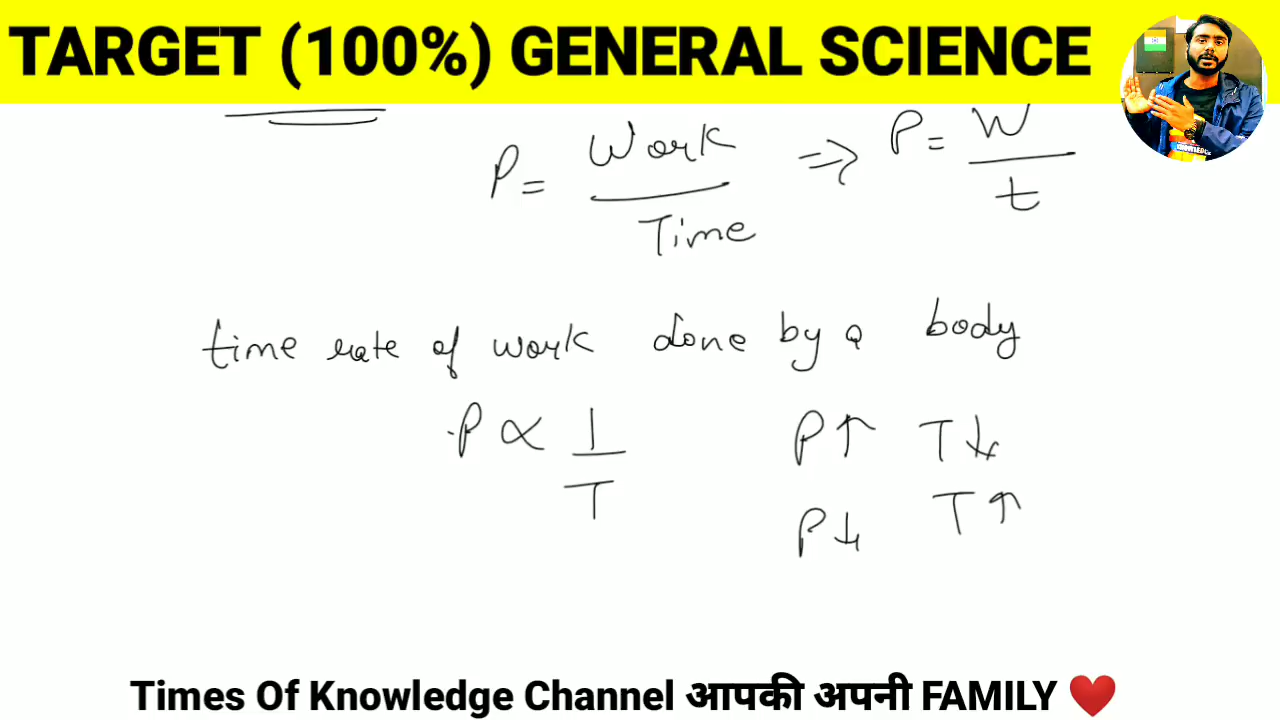 TARGET (100%) GENERAL SCIENCE
P = Work / Time ⇒ P = W / t
time rate of work done by a body
P ∝ 1 / T P↑ T↓
P↓ T↑
Times Of Knowledge Channel आपकी अपनी FAMILY ❤️